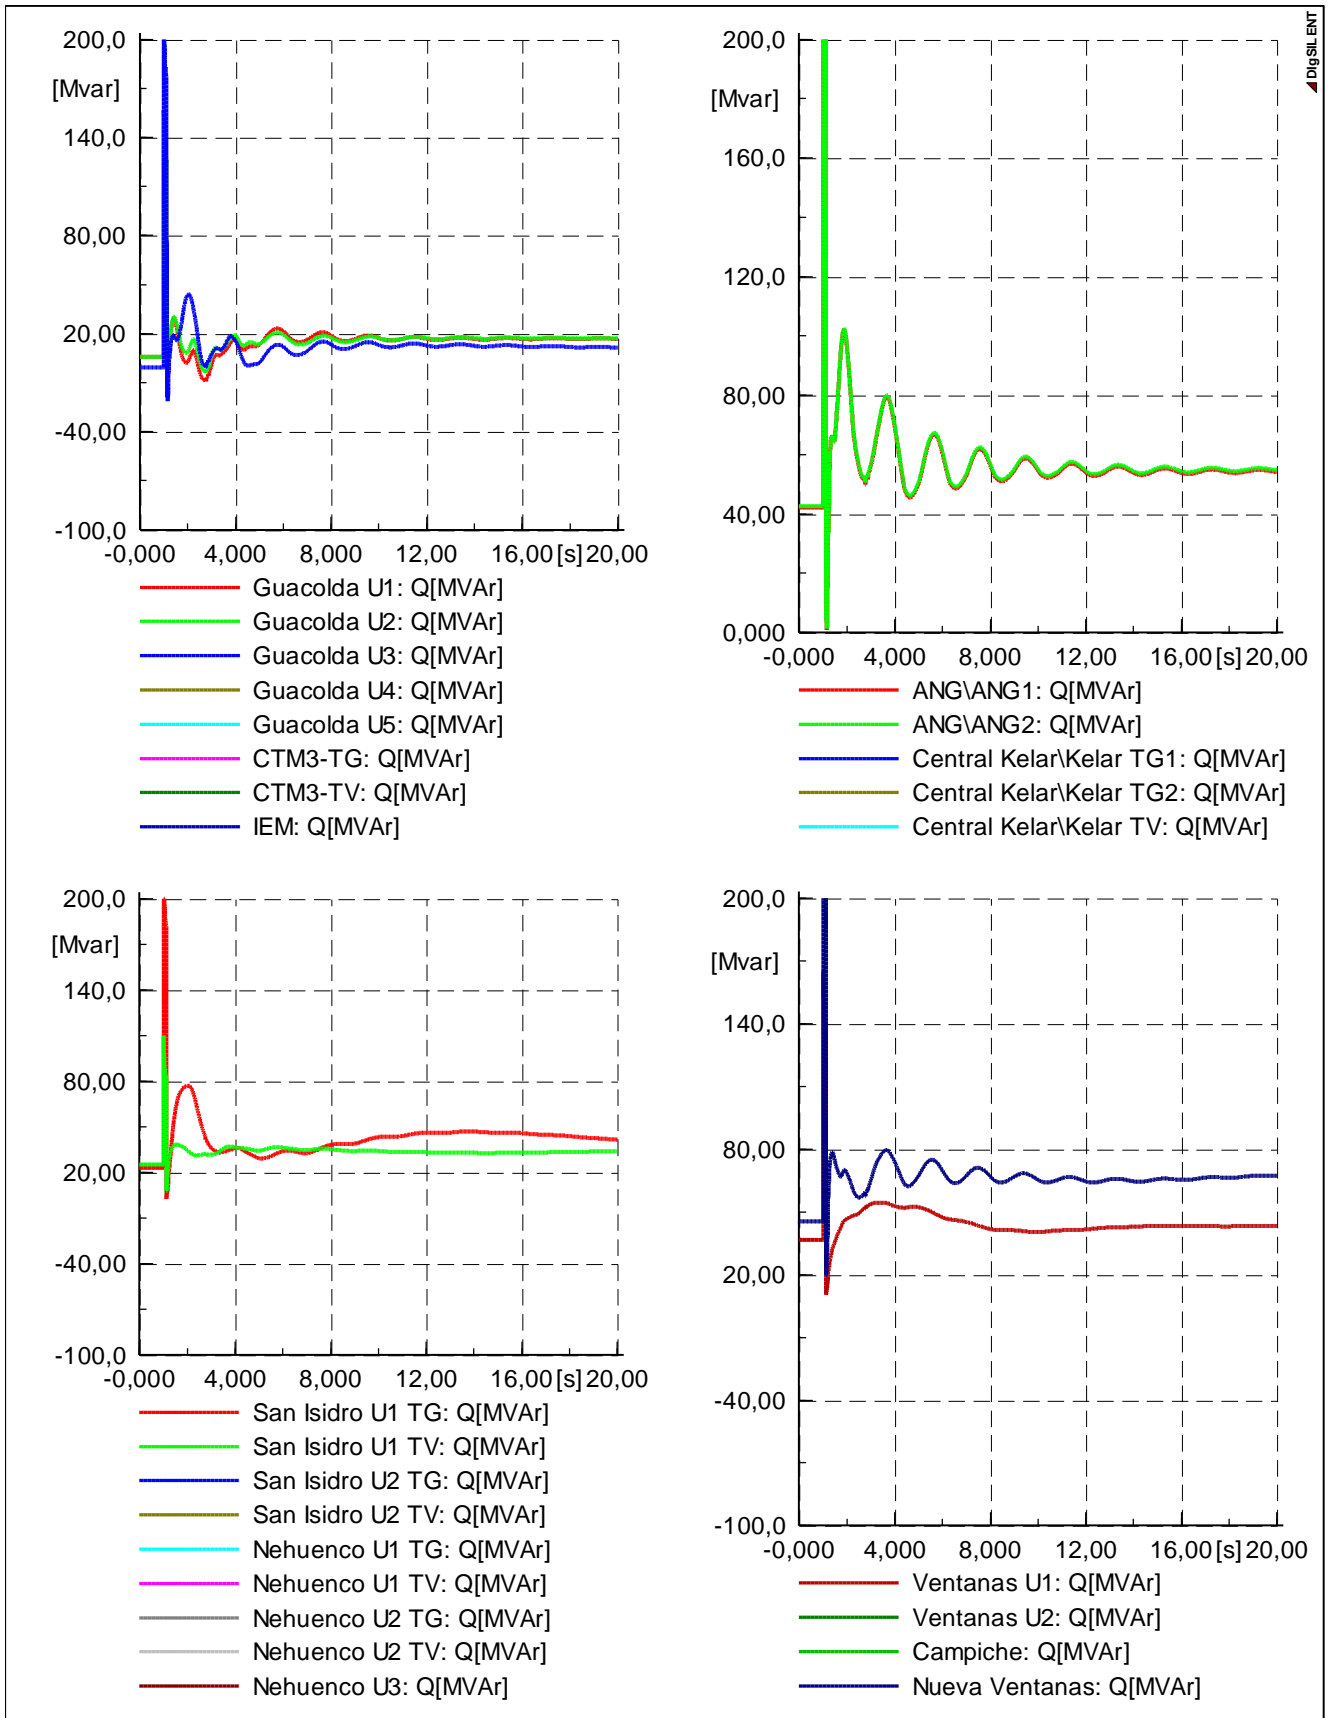 DIgSILENT
200,0
[Mvar]
140,0
80,00
20,00
-40,00
-100,0
-0,000 4,000 8,000 12,00 16,00 [s] 20,00
Guacolda U1: Q[MVAr]
Guacolda U2: Q[MVAr]
Guacolda U3: Q[MVAr]
Guacolda U4: Q[MVAr]
Guacolda U5: Q[MVAr]
CTM3-TG: Q[MVAr]
CTM3-TV: Q[MVAr]
IEM: Q[MVAr]
200,0
[Mvar]
160,0
120,0
80,00
40,00
0,000
-0,000 4,000 8,000 12,00 16,00 [s] 20,00
ANG\ANG1: Q[MVAr]
ANG\ANG2: Q[MVAr]
Central Kelar\Kelar TG1: Q[MVAr]
Central Kelar\Kelar TG2: Q[MVAr]
Central Kelar\Kelar TV: Q[MVAr]
200,0
[Mvar]
140,0
80,00
20,00
-40,00
-100,0
-0,000 4,000 8,000 12,00 16,00 [s] 20,00
San Isidro U1 TG: Q[MVAr]
San Isidro U1 TV: Q[MVAr]
San Isidro U2 TG: Q[MVAr]
San Isidro U2 TV: Q[MVAr]
Nehuenco U1 TG: Q[MVAr]
Nehuenco U1 TV: Q[MVAr]
Nehuenco U2 TG: Q[MVAr]
Nehuenco U2 TV: Q[MVAr]
Nehuenco U3: Q[MVAr]
200,0
[Mvar]
140,0
80,00
20,00
-40,00
-100,0
-0,000 4,000 8,000 12,00 16,00 [s] 20,00
Ventanas U1: Q[MVAr]
Ventanas U2: Q[MVAr]
Campiche: Q[MVAr]
Nueva Ventanas: Q[MVAr]